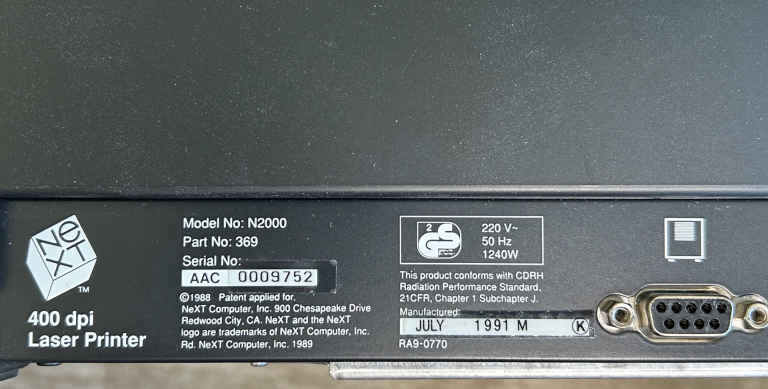 NeXT
TM
400 dpi
Laser Printer
Model No: N2000
Part No: 369
Serial No:
AAC 0009752
©1988 Patent applied for.
NeXT Computer, Inc. 900 Chesapeake Drive
Redwood City, CA. NeXT and the NeXT
logo are trademarks of NeXT Computer, Inc.
Rd. NeXT Computer, Inc. 1989
2
GS
220 V~
50 Hz
1240W
This product conforms with CDRH
Radiation Performance Standard,
21CFR, Chapter 1 Subchapter J.
Manufactured:
JULY 1991 M K
RA9-0770